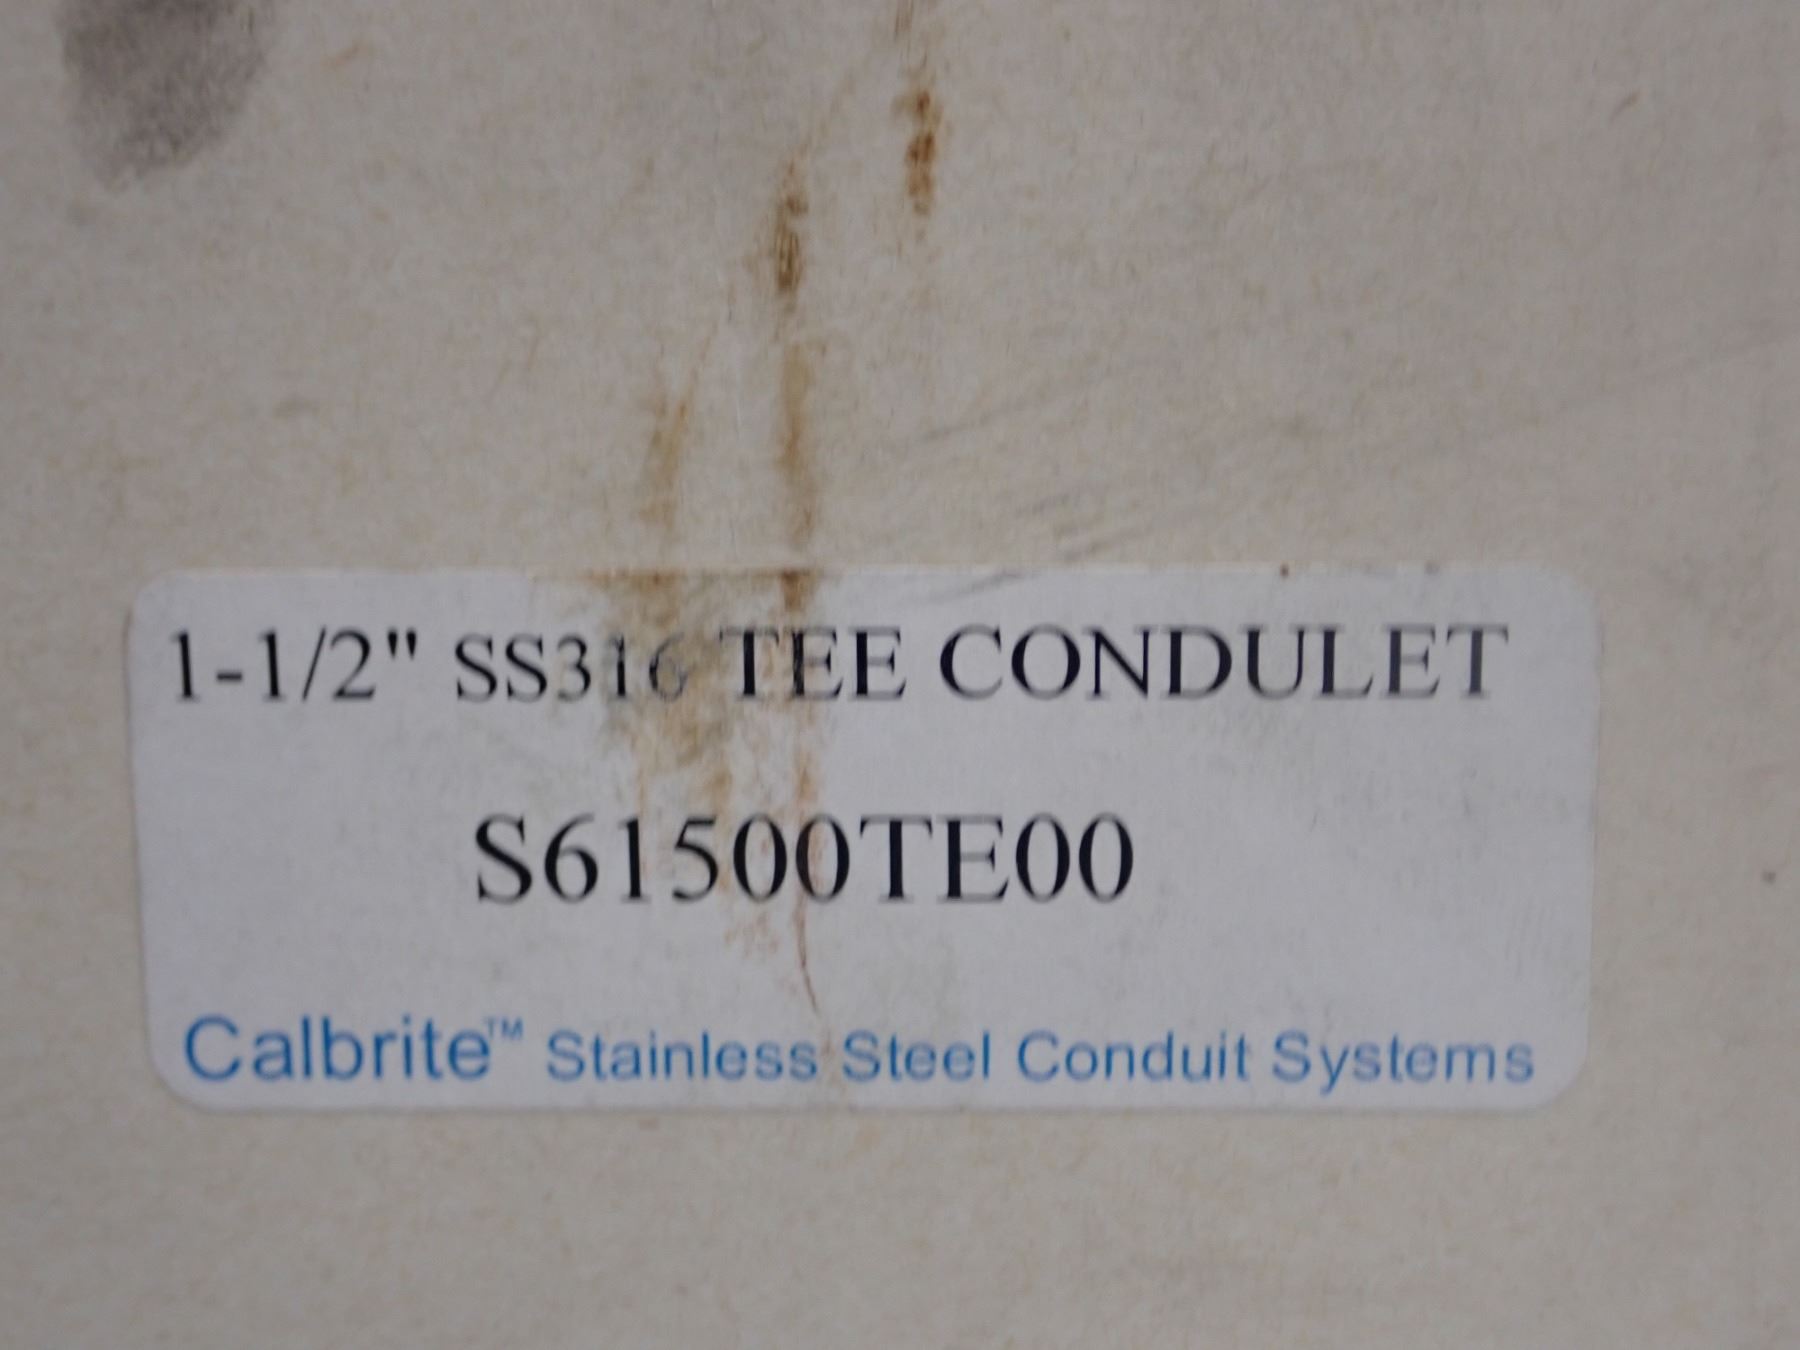 1-1/2" SS316 TEE CONDULET
S61500TE00
Calbrite™ Stainless Steel Conduit Systems